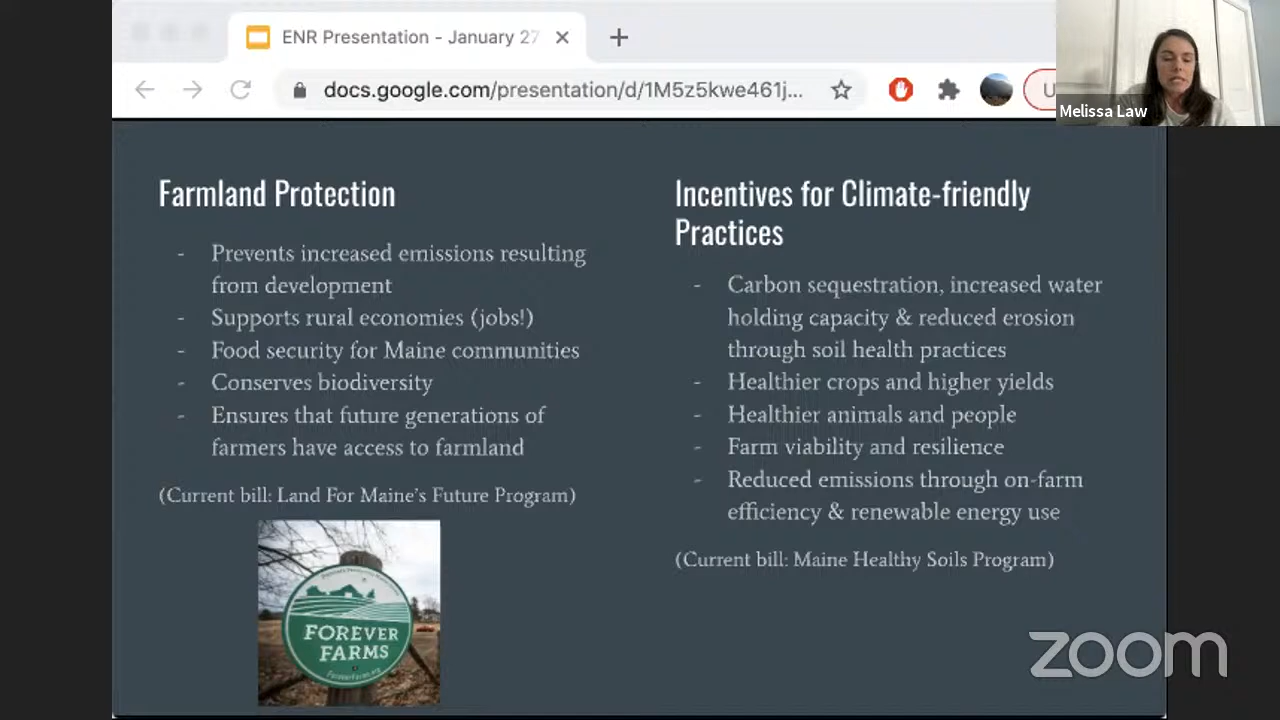 ENR Presentation - January 27
docs.google.com/presentation/d/1M5z5kwe461j...
U
Melissa Law
Farmland Protection
- Prevents increased emissions resulting
from development
- Supports rural economies (jobs!)
- Food security for Maine communities
- Conserves biodiversity
- Ensures that future generations of
farmers have access to farmland
(Current bill: Land For Maine's Future Program)
FOREVER
FARMS
ForeverFarms.org
Incentives for Climate-friendly
Practices
- Carbon sequestration, increased water
holding capacity & reduced erosion
through soil health practices
- Healthier crops and higher yields
- Healthier animals and people
- Farm viability and resilience
- Reduced emissions through on-farm
efficiency & renewable energy use
(Current bill: Maine Healthy Soils Program)
zoom